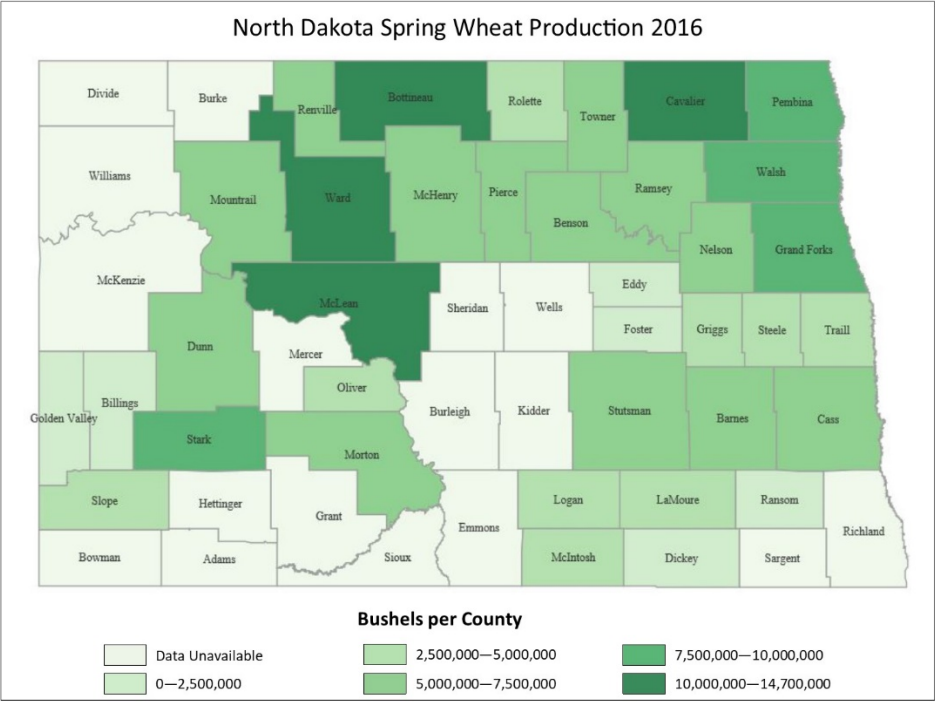 North Dakota Spring Wheat Production 2016
Divide
Burke
Renville
Bottineau
Rolette
Towner
Cavalier
Pembina
Williams
Mountrail
Ward
McHenry
Pierce
Benson
Ramsey
Walsh
Nelson
Grand Forks
McKenzie
McLean
Sheridan
Wells
Eddy
Foster
Griggs
Steele
Traill
Dunn
Mercer
Oliver
Golden Valley
Billings
Stark
Morton
Burleigh
Kidder
Stutsman
Barnes
Cass
Slope
Hettinger
Grant
Emmons
Logan
LaMoure
Ransom
Richland
Bowman
Adams
Sioux
McIntosh
Dickey
Sargent
Bushels per County
Data Unavailable
0—2,500,000
2,500,000—5,000,000
5,000,000—7,500,000
7,500,000—10,000,000
10,000,000—14,700,000